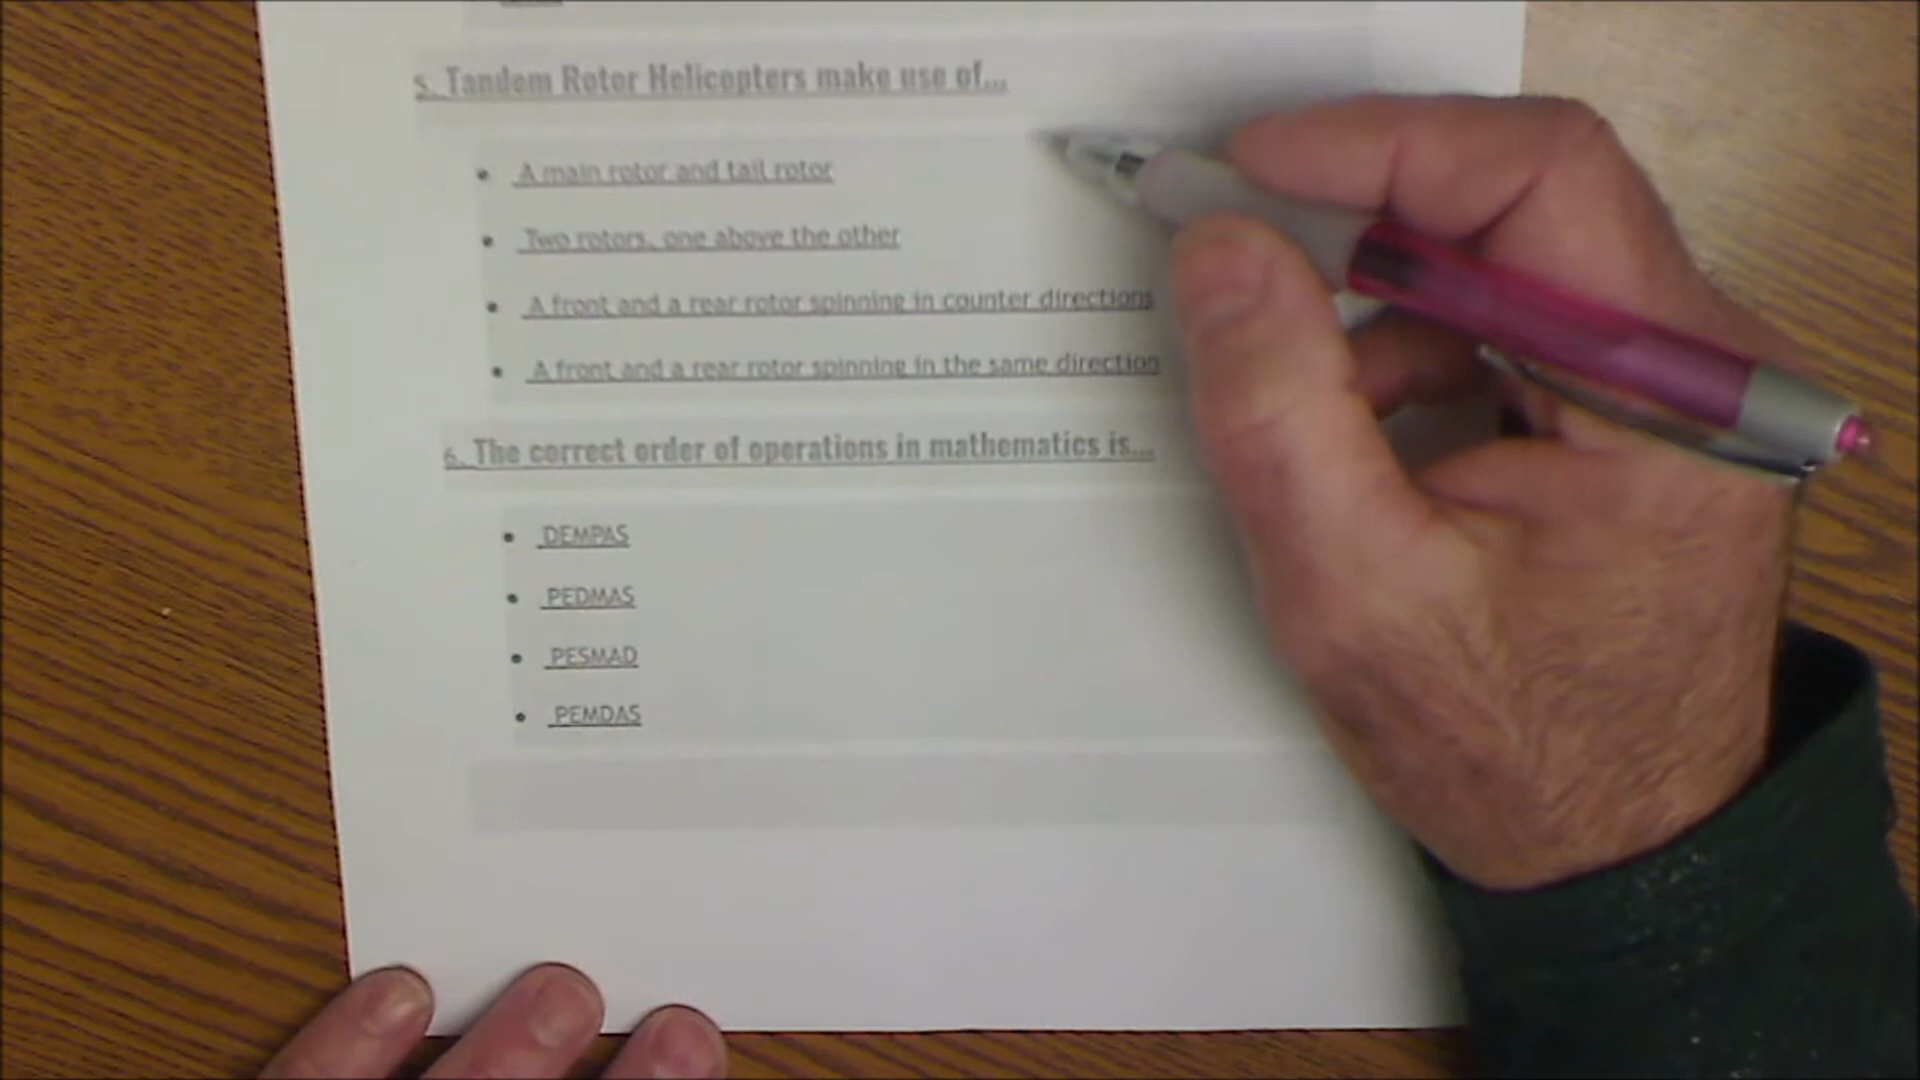 5. Tandem Rotor Helicopters make use of...
• A main rotor and tail rotor
• Two rotors, one above the other
• A front and a rear rotor spinning in counter directions
• A front and a rear rotor spinning in the same direction
6. The correct order of operations in mathematics is...
• DEMPAS
• PEDMAS
• PESMAD
• PEMDAS